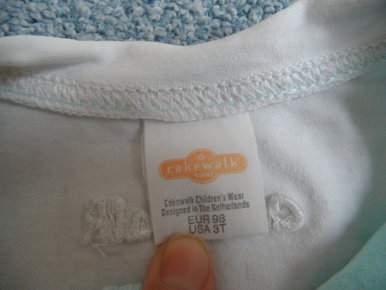 cakewalk
Cakewalk Children's Wear
Designed in The Netherlands
EUR 98
USA 3T